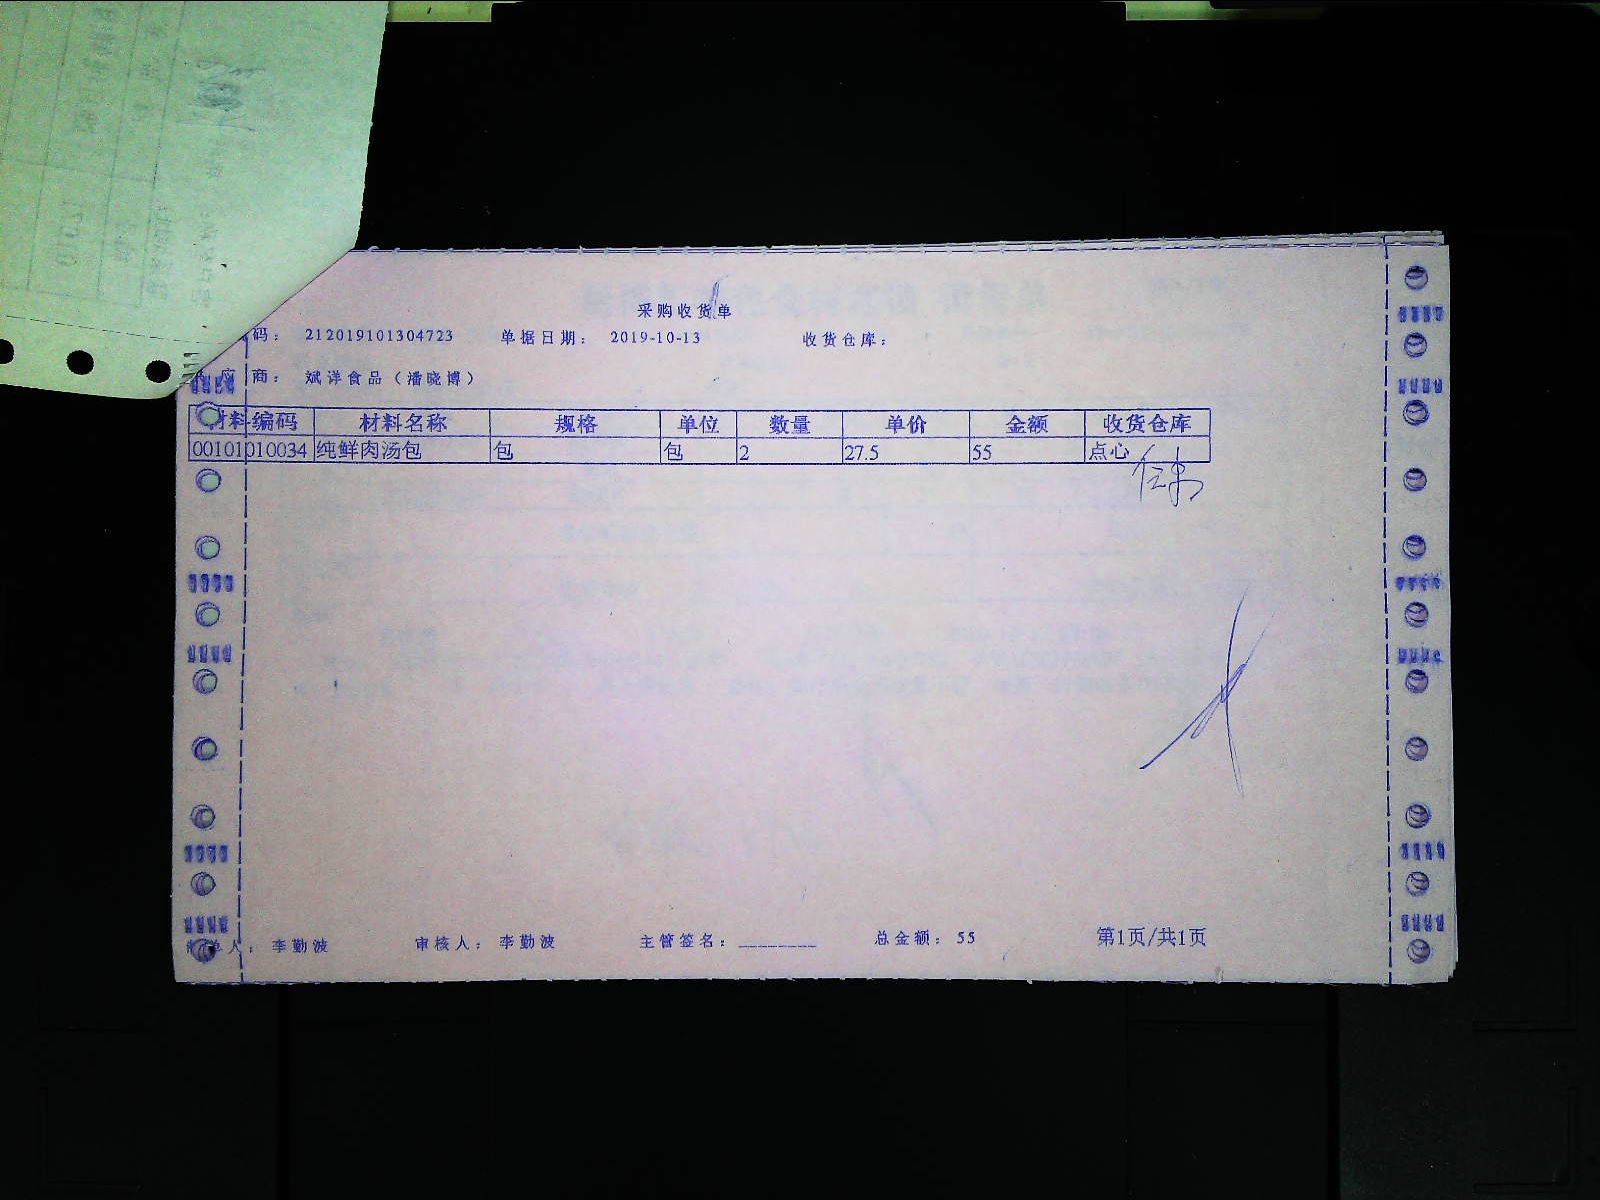 采购收货单
码： 212019101304723 单据日期： 2019-10-13 收货仓库：
应商： 斌洋食品（潘晓博）
材料编码 材料名称 规格 单位 数量 单价 金额 收货仓库
00101010034 纯鲜肉汤包 包 包 2 27.5 55 点心
单人： 李勤波 审核人： 李勤波 主管签名：________ 总金额： 55 第1页/共1页